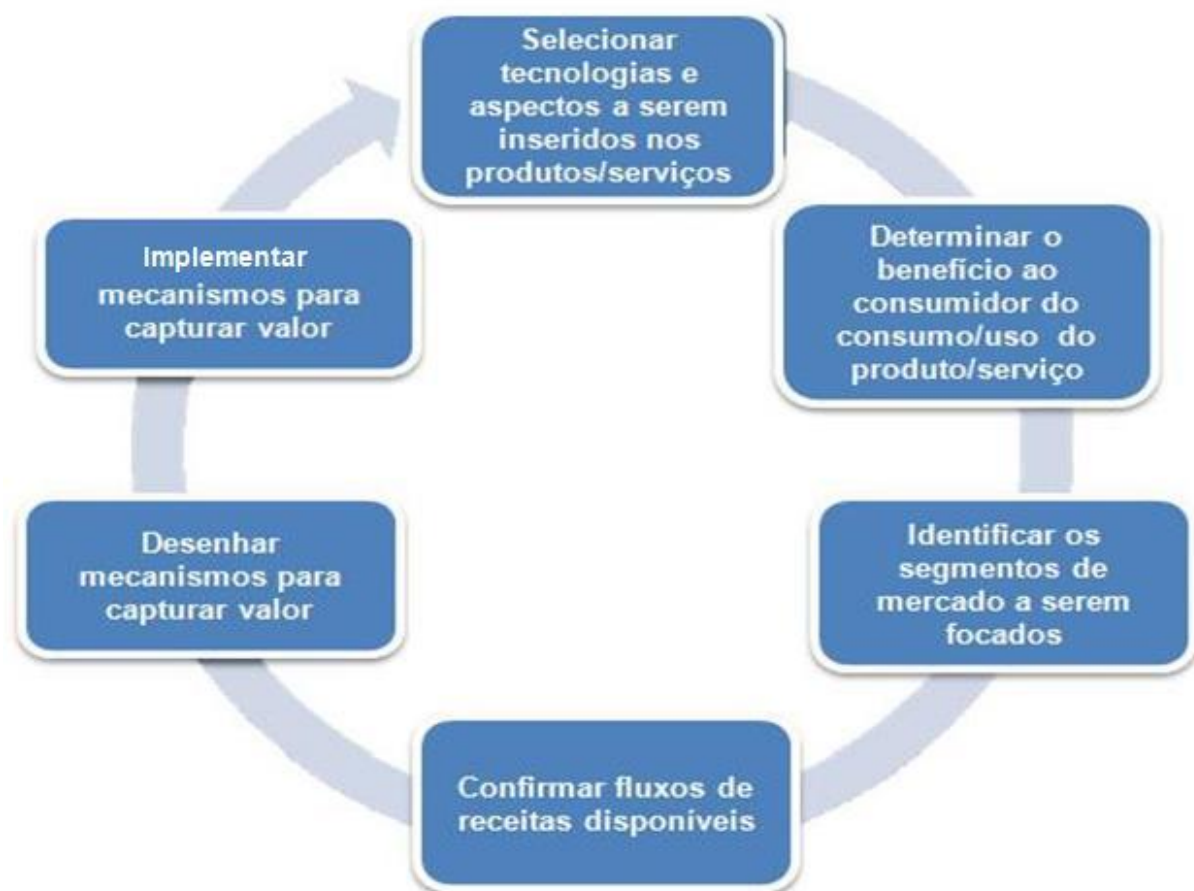 Selecionar
tecnologias e
aspectos a serem
inseridos nos
produtos/serviços
Determinar o
benefício ao
consumidor do
consumo/uso do
produto/serviço
Identificar os
segmentos de
mercado a serem
focados
Confirmar fluxos de
receitas disponíveis
Desenhar
mecanismos para
capturar valor
Implementar
mecanismos para
capturar valor